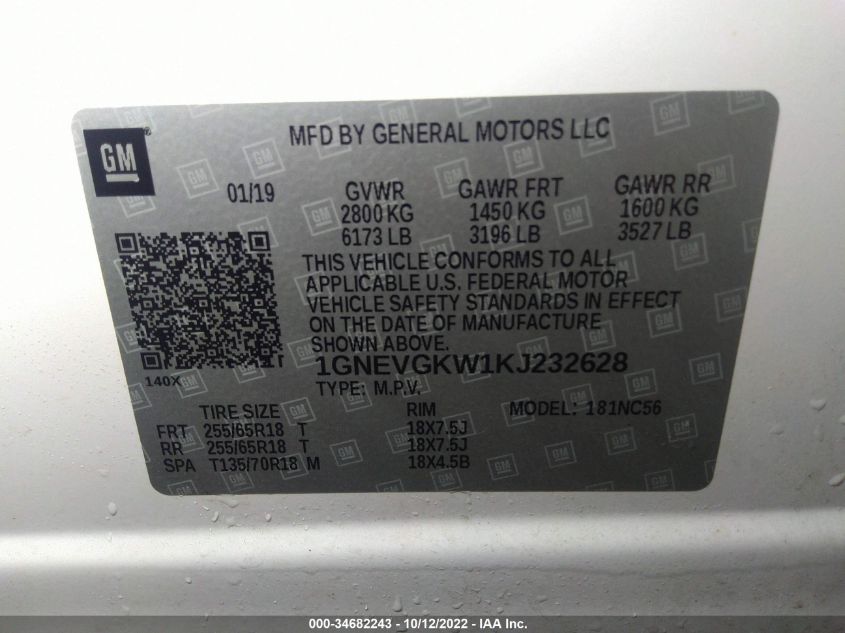 GM
MFD BY GENERAL MOTORS LLC
01/19 GVWR GAWR FRT GAWR RR
2800 KG 1450 KG 1600 KG
6173 LB 3196 LB 3527 LB
THIS VEHICLE CONFORMS TO ALL
APPLICABLE U.S. FEDERAL MOTOR
VEHICLE SAFETY STANDARDS IN EFFECT
ON THE DATE OF MANUFACTURE
SHOWN ABOVE.
1GNEVGKW1KJ232628
140X TYPE: M.P.V.
TIRE SIZE RIM MODEL: 181NC56
FRT 255/65R18 T 18X7.5J
RR 255/65R18 T 18X7.5J
SPA T135/70R18 M 18X4.5B
000-34682243 - 10/12/2022 - 1000256827